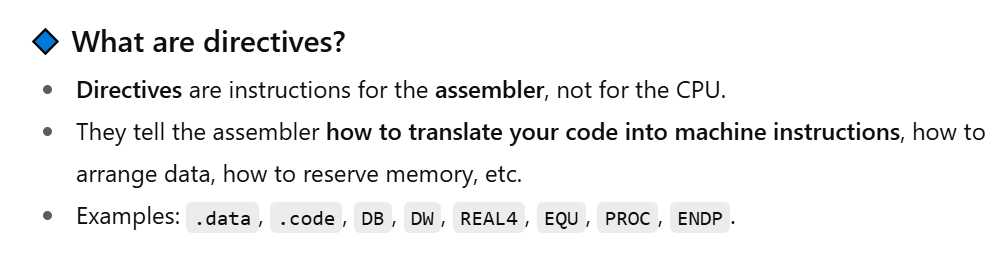 What are directives?
• Directives are instructions for the assembler, not for the CPU.
• They tell the assembler how to translate your code into machine instructions, how to
arrange data, how to reserve memory, etc.
• Examples: .data, .code, DB, DW, REAL4, EQU, PROC, ENDP.